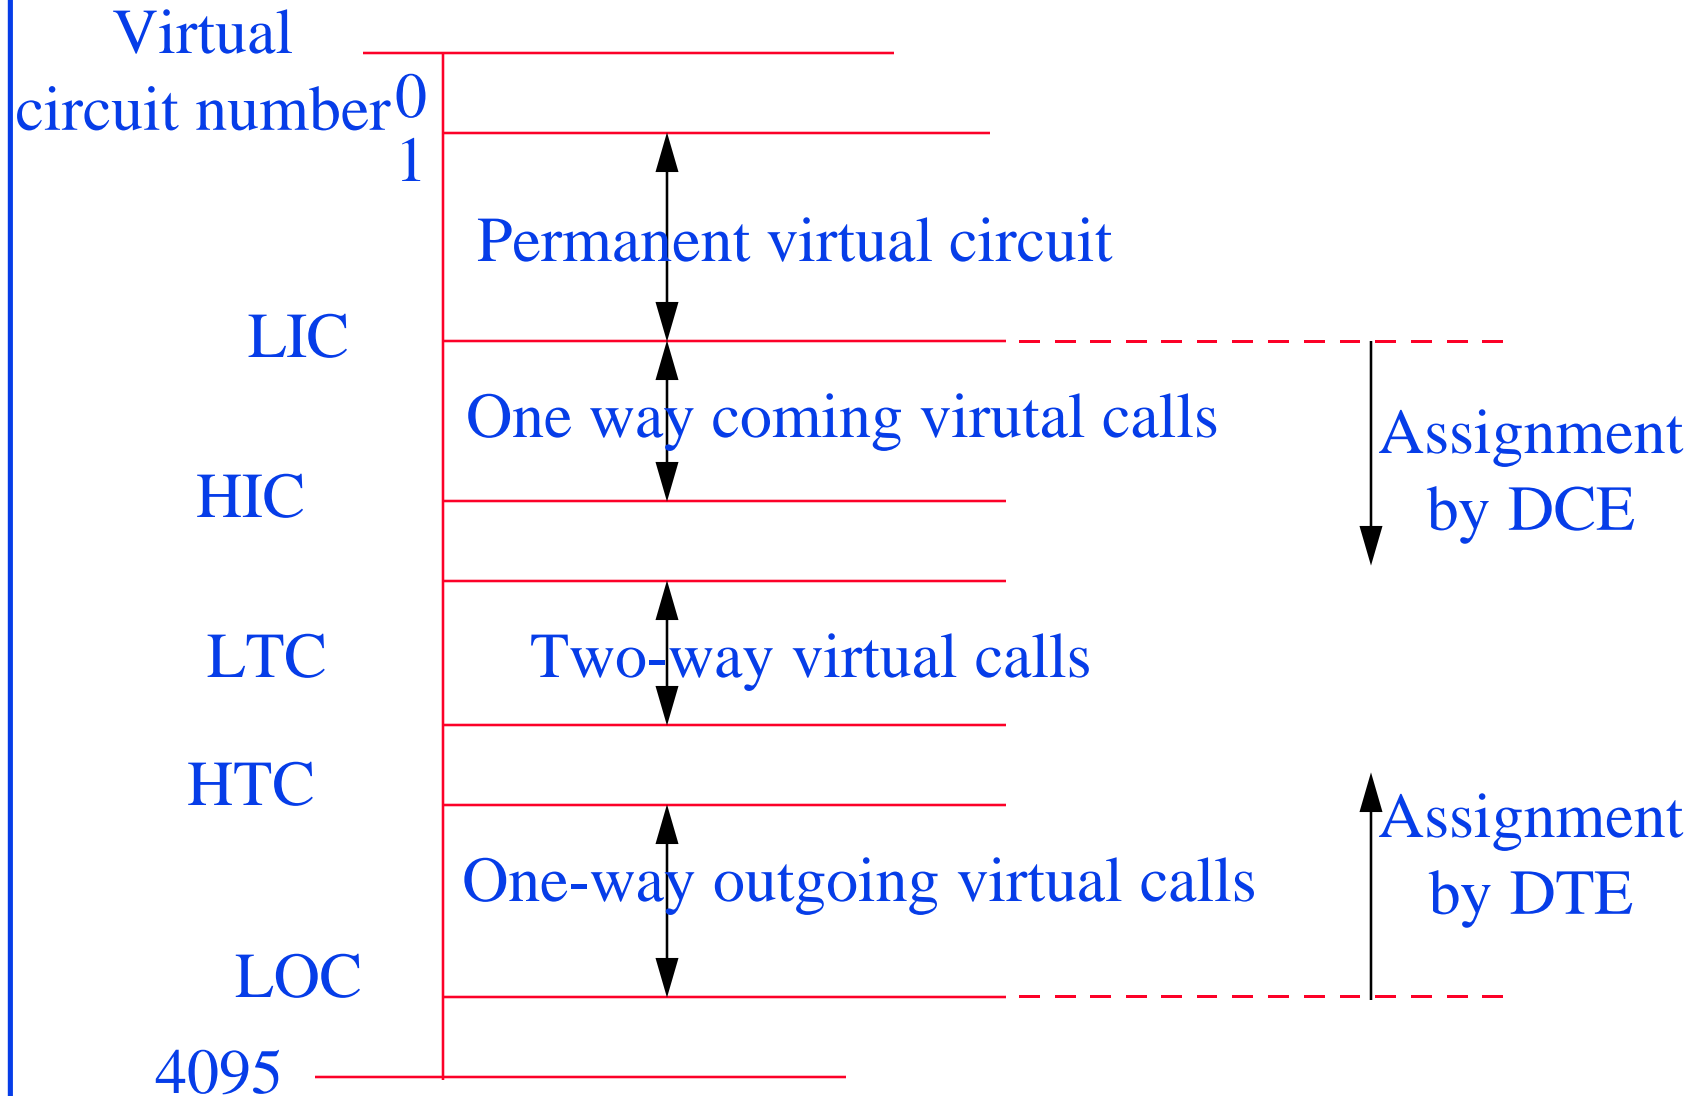 Virtual
circuit number
0
1
Permanent virtual circuit
LIC
One way coming virutal calls
Assignment
by DCE
HIC
LTC
Two-way virtual calls
HTC
Assignment
by DTE
One-way outgoing virtual calls
LOC
4095